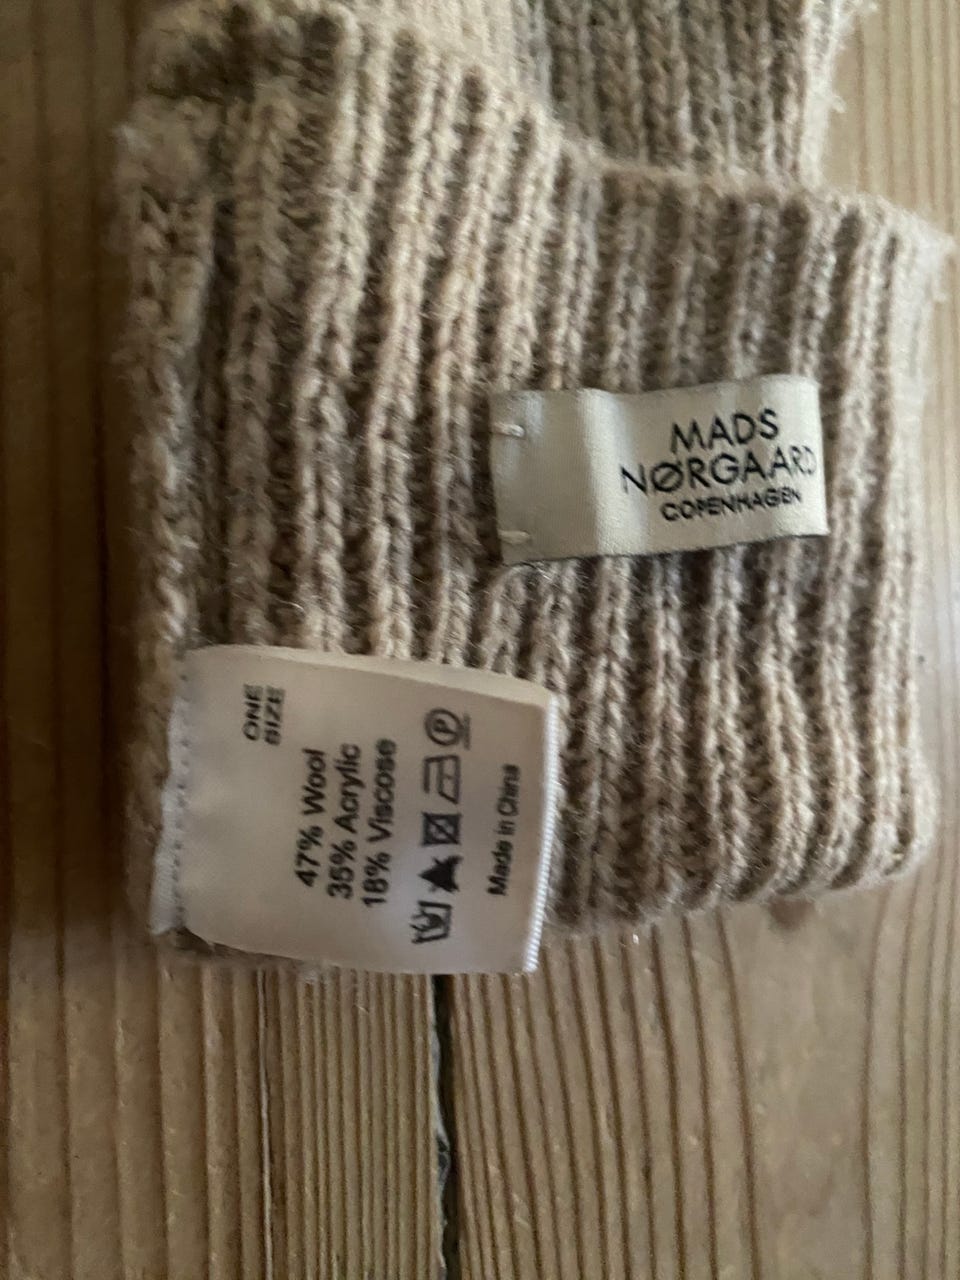 MADS
NØRGAARD
COPENHAGEN
ONE
SIZE
47% Wool
35% Acrylic
18% Viscose
P
Made in China